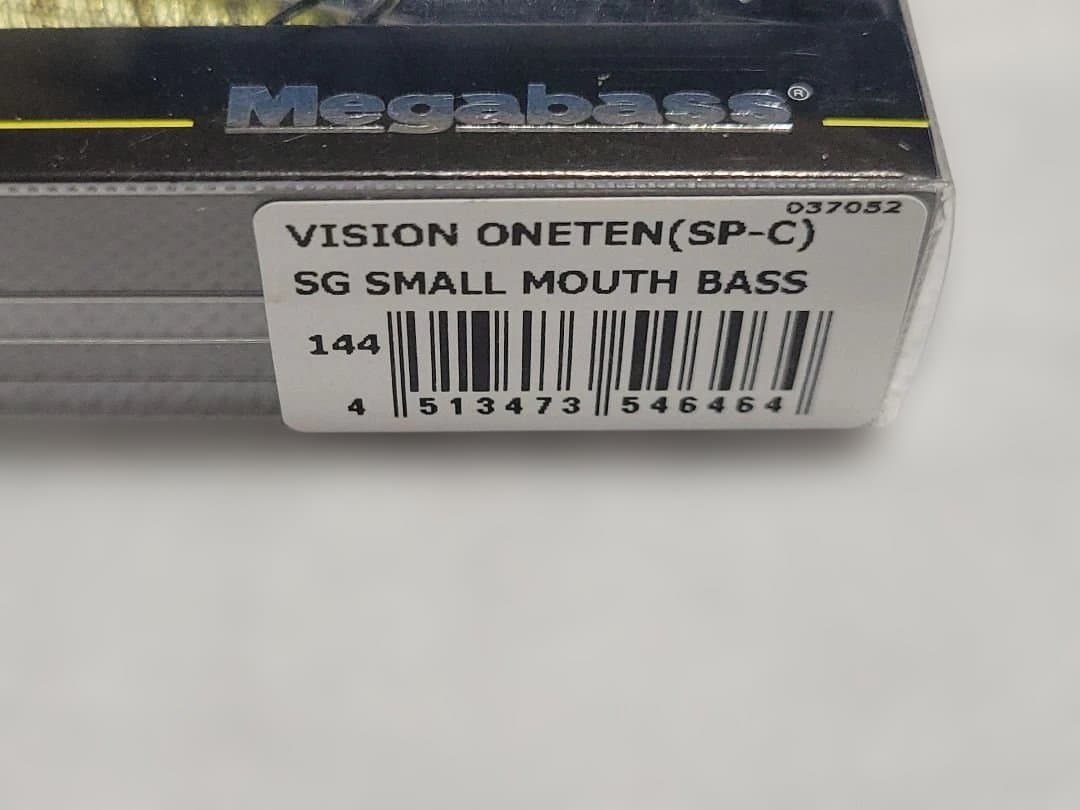 Megabass®
037052
VISION ONETEN(SP-C)
SG SMALL MOUTH BASS
144
4 513473 546464